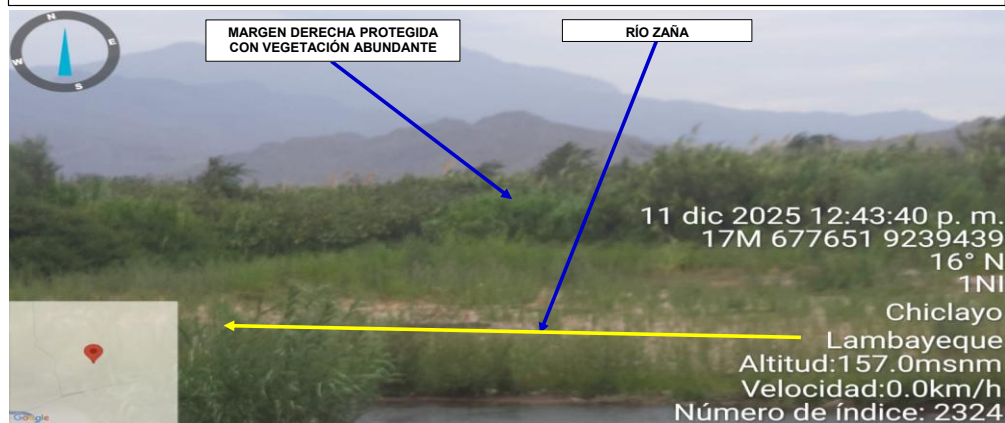 MARGEN DERECHA PROTEGIDA
CON VEGETACIÓN ABUNDANTE
RÍO ZAÑA
N
E
W
S
11 dic 2025 12:43:40 p. m.
17M 677651 9239439
16° N
1NI
Chiclayo
Lambayeque
Altitud:157.0msnm
Velocidad:0.0km/h
Número de índice: 2324
Google